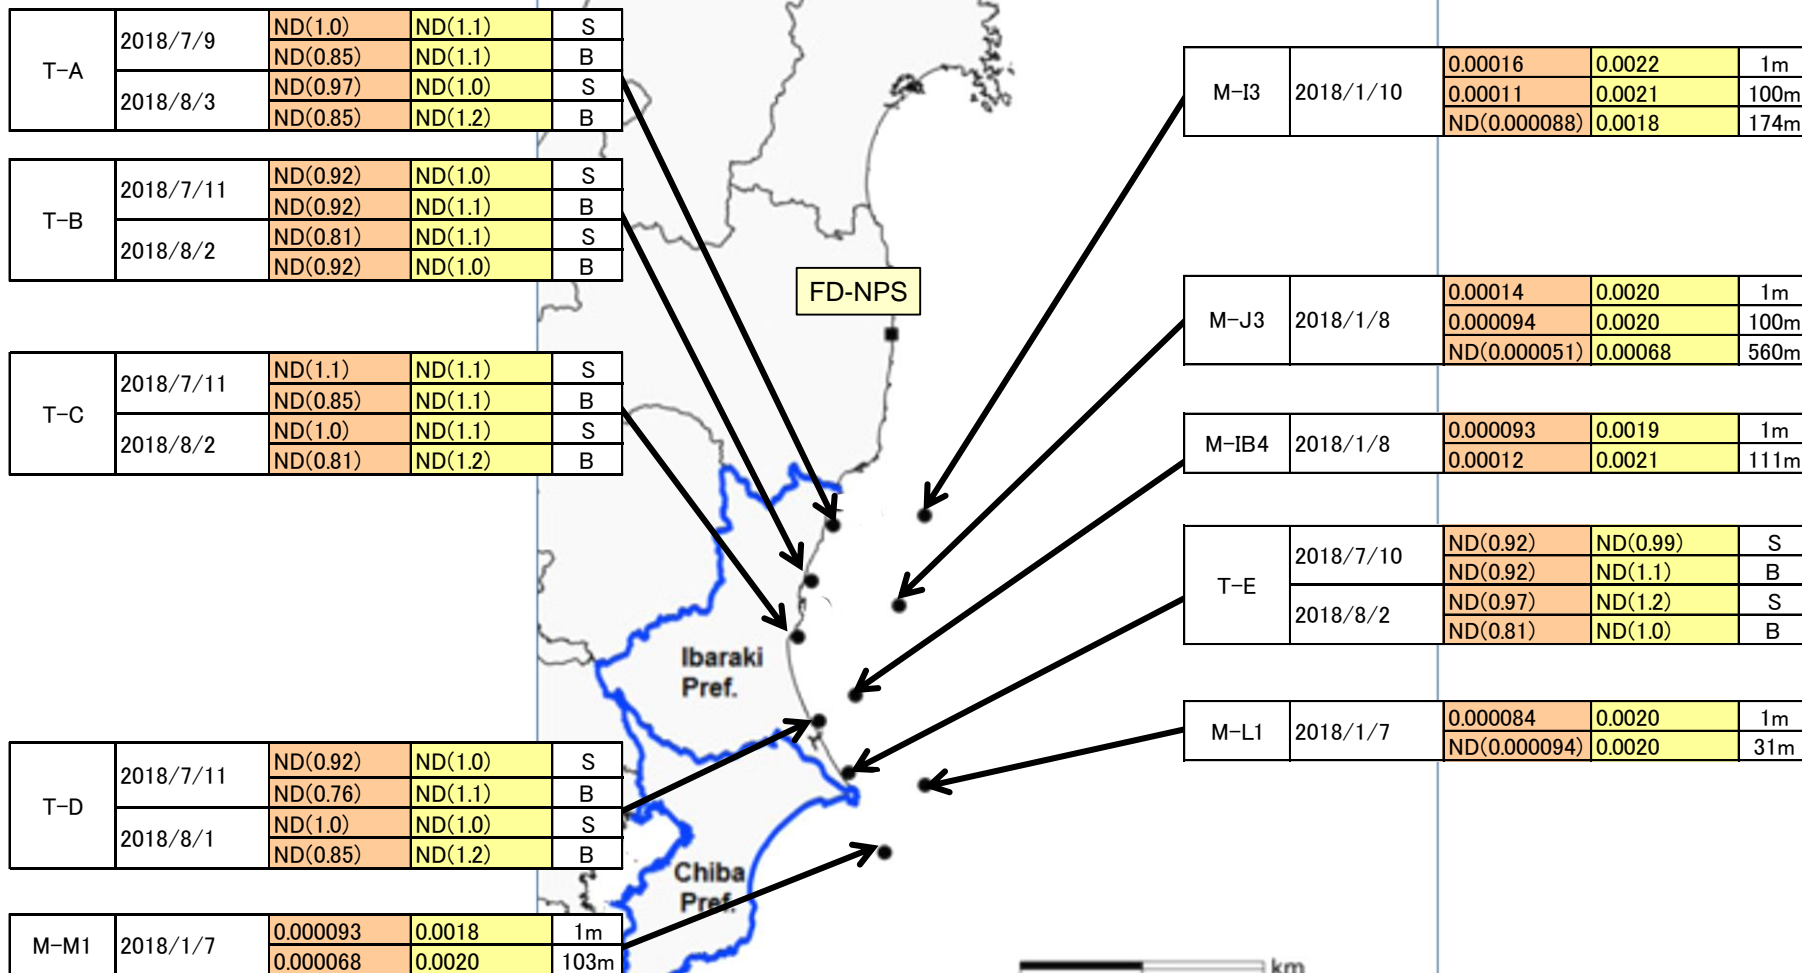 T-A 2018/7/9 ND(1.0) ND(1.1) S
ND(0.85) ND(1.1) B
2018/8/3 ND(0.97) ND(1.0) S
ND(0.85) ND(1.2) B
T-B 2018/7/11 ND(0.92) ND(1.0) S
ND(0.92) ND(1.1) B
2018/8/2 ND(0.81) ND(1.1) S
ND(0.92) ND(1.0) B
T-C 2018/7/11 ND(1.1) ND(1.1) S
ND(0.85) ND(1.1) B
2018/8/2 ND(1.0) ND(1.1) S
ND(0.81) ND(1.2) B
T-D 2018/7/11 ND(0.92) ND(1.0) S
ND(0.76) ND(1.1) B
2018/8/1 ND(1.0) ND(1.0) S
ND(0.85) ND(1.2) B
M-M1 2018/1/7 0.000093 0.0018 1m
0.000068 0.0020 103m
FD-NPS
Ibaraki
Pref.
Chiba
Pref.
km
M-I3 2018/1/10 0.00016 0.0022 1m
0.00011 0.0021 100m
ND(0.000088) 0.0018 174m
M-J3 2018/1/8 0.00014 0.0020 1m
0.000094 0.0020 100m
ND(0.000051) 0.00068 560m
M-IB4 2018/1/8 0.000093 0.0019 1m
0.00012 0.0021 111m
T-E 2018/7/10 ND(0.92) ND(0.99) S
ND(0.92) ND(1.1) B
2018/8/2 ND(0.97) ND(1.2) S
ND(0.81) ND(1.0) B
M-L1 2018/1/7 0.000084 0.0020 1m
ND(0.000094) 0.0020 31m